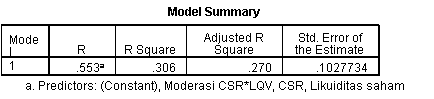 Model Summary
Mode
l R R Square Adjusted R
Square Std. Error of
the Estimate
1 .553a .306 .270 .1027734
a. Predictors: (Constant), Moderasi CSR*LQV, CSR, Likuiditas saham